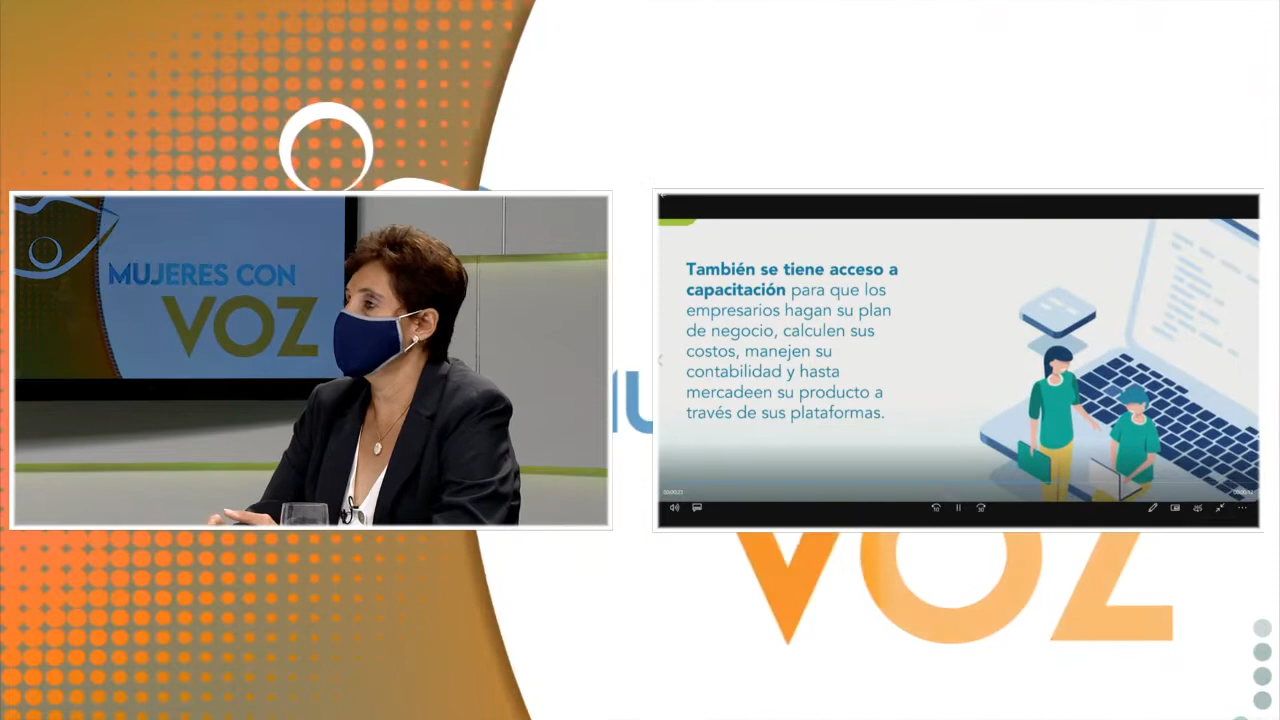 MUJERES CON
VOZ
También se tiene acceso a
capacitación para que los
empresarios hagan su plan
de negocio, calculen sus
costos, manejen su
contabilidad y hasta
mercadeen su producto a
través de sus plataformas.
MU
VOZ